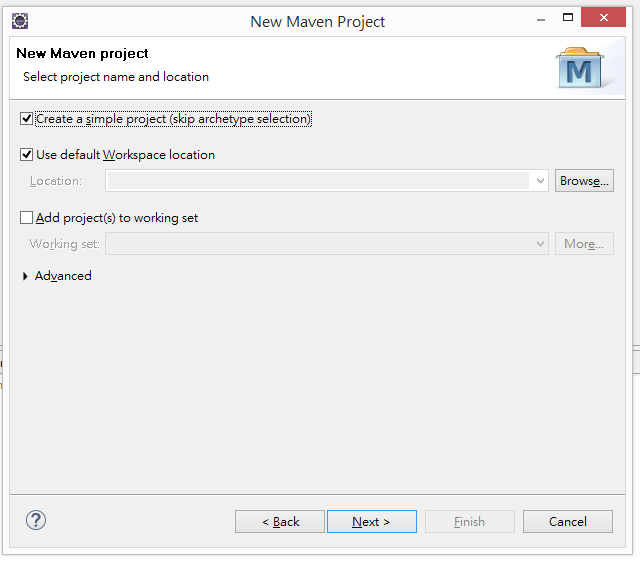 New Maven Project
New Maven project
Select project name and location
M
Create a simple project (skip archetype selection)
Use default Workspace location
Location:
Browse...
Add project(s) to working set
Working set:
More...
Advanced
?
< Back
Next >
Finish
Cancel